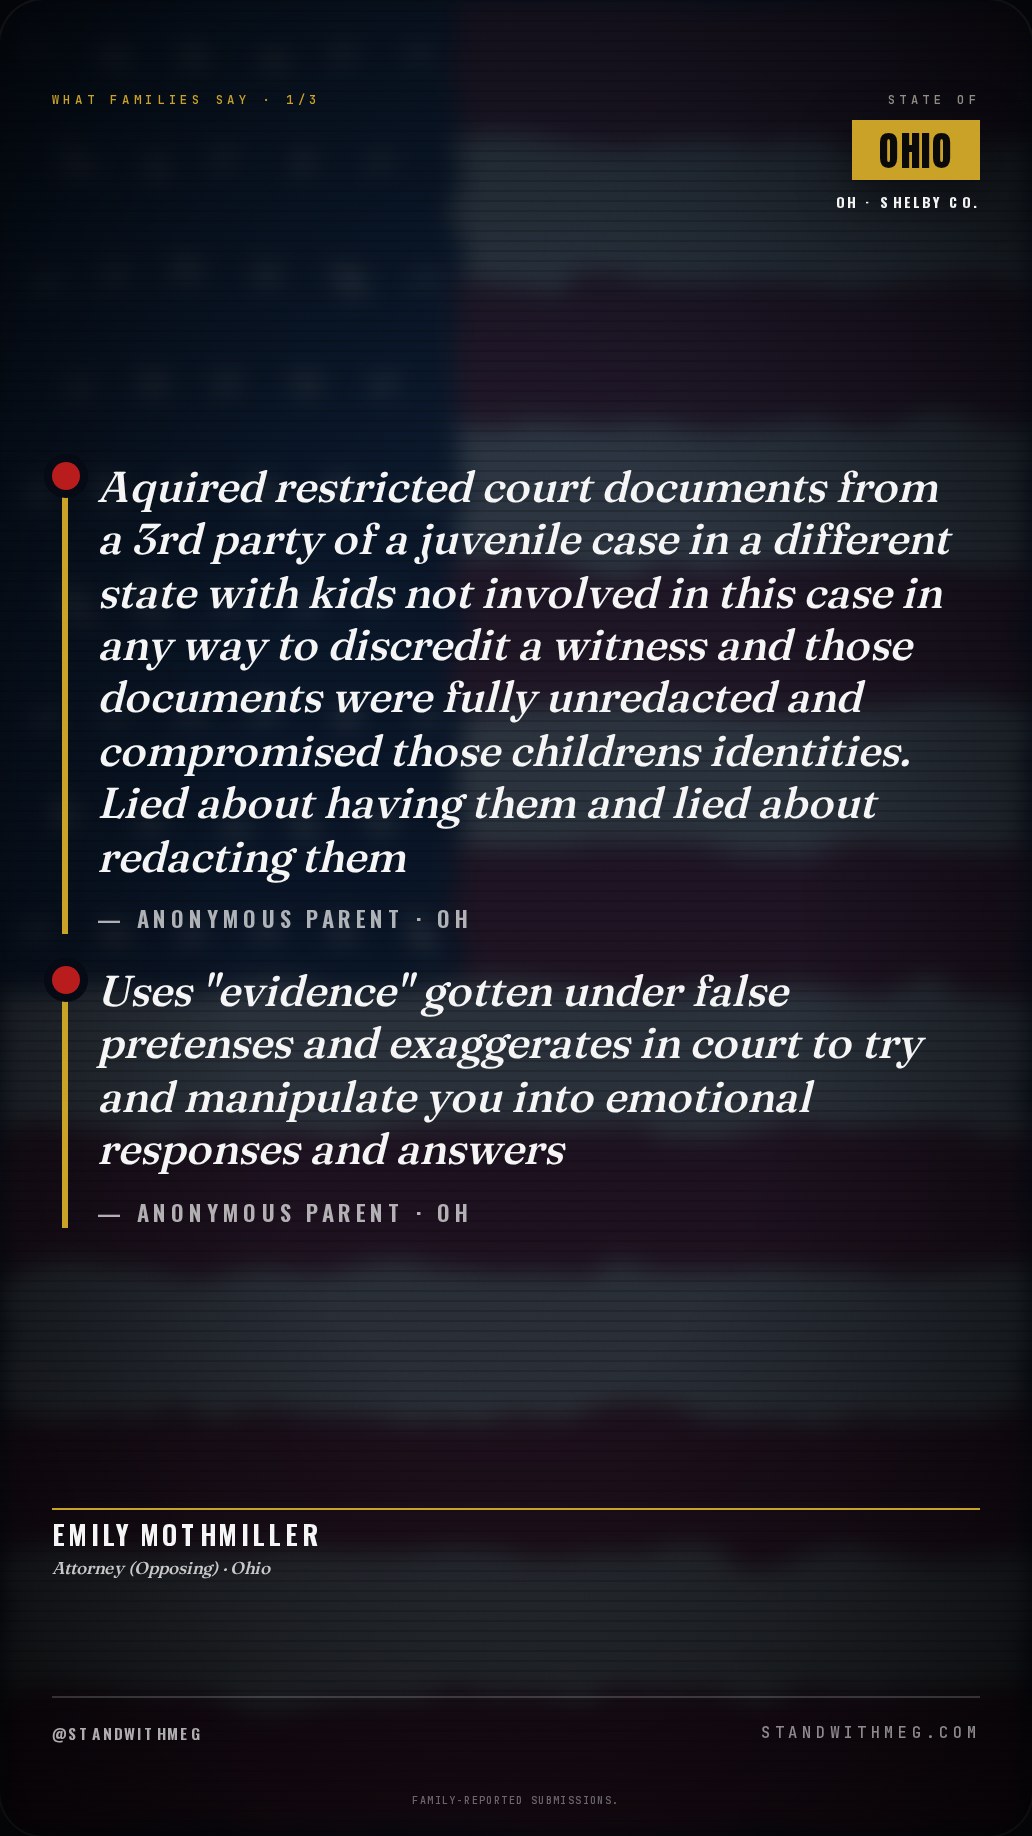 WHAT FAMILIES SAY · 1/3
STATE OF
OHIO
OH · SHELBY CO.
Aquired restricted court documents from
a 3rd party of a juvenile case in a different
state with kids not involved in this case in
any way to discredit a witness and those
documents were fully unredacted and
compromised those childrens identities.
Lied about having them and lied about
redacting them
— ANONYMOUS PARENT · OH
Uses "evidence" gotten under false
pretenses and exaggerates in court to try
and manipulate you into emotional
responses and answers
— ANONYMOUS PARENT · OH
EMILY MOTHMILLER
Attorney (Opposing) · Ohio
@STANDWITHMEG
STANDWITHMEG.COM
FAMILY-REPORTED SUBMISSIONS.